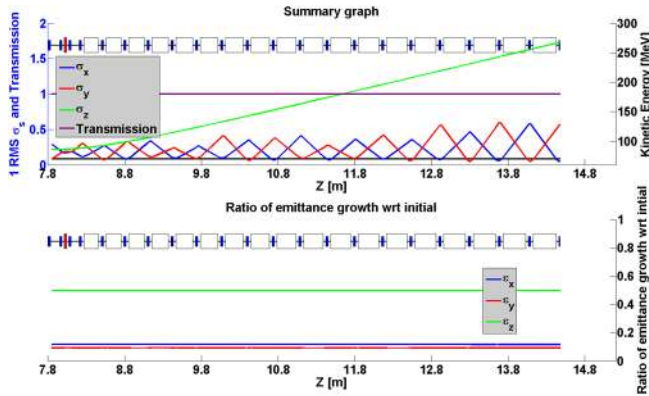 Summary graph
1 RMS σs and Transmission
2
1.5
1
0.5
0
σx
σy
σz
Transmission
300
250
200
150
100
Kinetic Energy [MeV]
7.8 8.8 9.8 10.8 11.8 12.8 13.8 14.8
Z [m]
Ratio of emittance growth wrt intial
1
0.8
0.6
0.4
0.2
0
εx
εy
εz
Ratio of emittance growth wrt initial
7.8 8.8 9.8 10.8 11.8 12.8 13.8 14.8
Z [m]